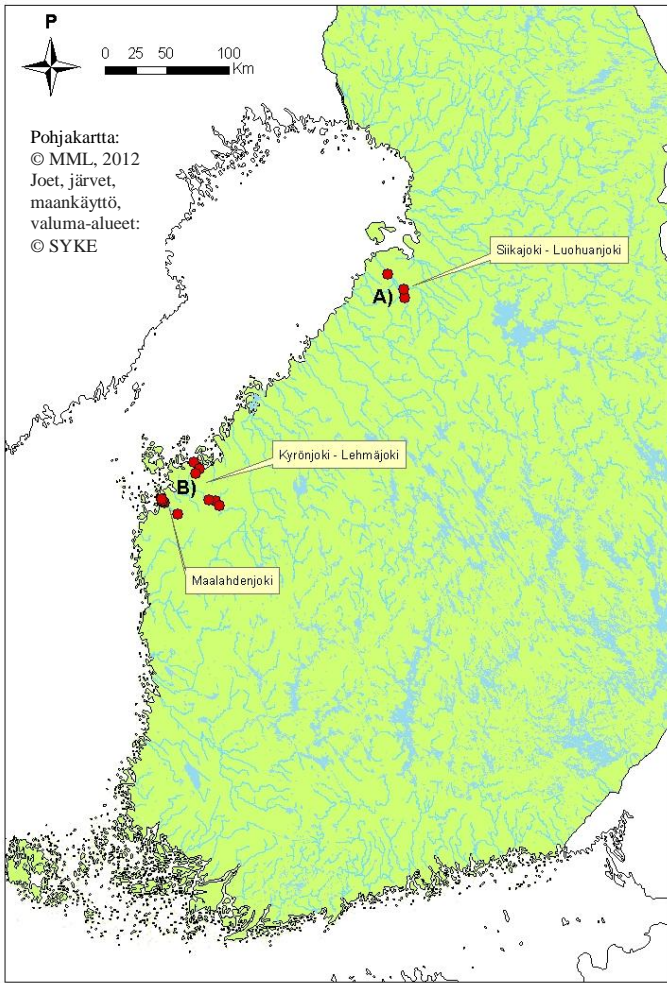 P
0 25 50 100
Km
Pohjakartta:
© MML, 2012
Joet, järvet,
maankäyttö,
valuma-alueet:
© SYKE
Siikajoki - Luohuanjoki
A)
Kyrönjoki - Lehmäjoki
B)
Maalahdenjoki